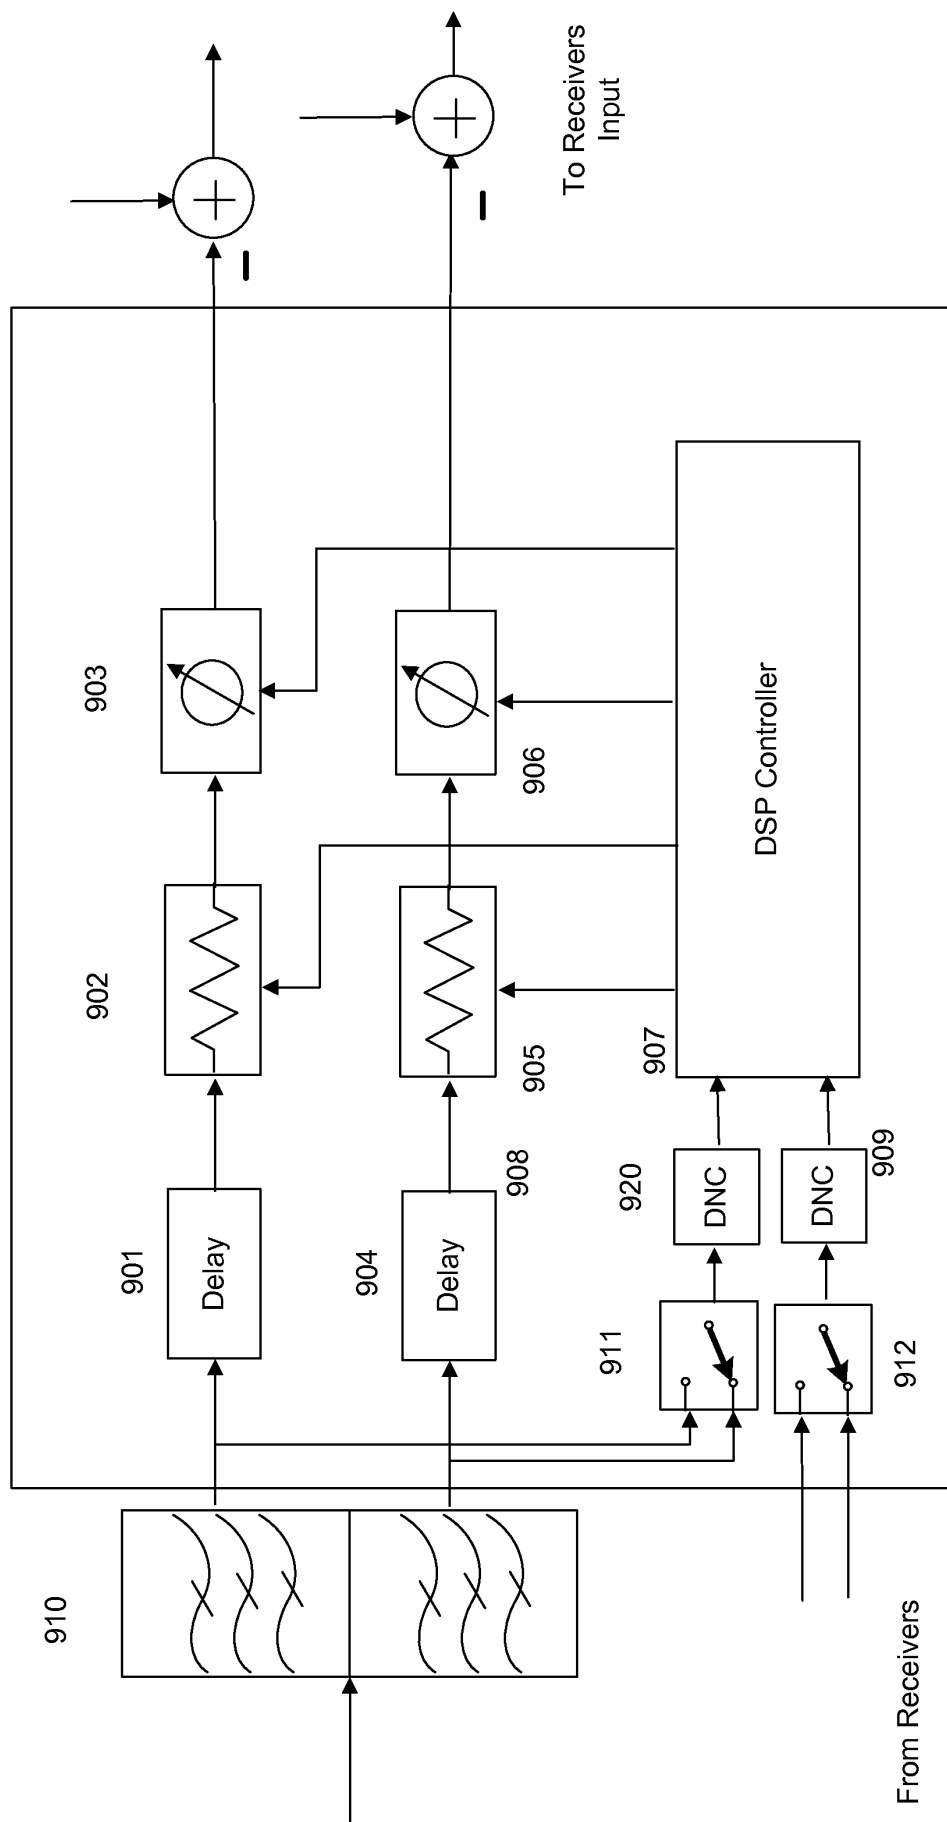 910
901
Delay
902
903
904
Delay
908
905
906
To Receivers
Input
911
920
DNC
907
DSP Controller
912
DNC
909
From Receivers